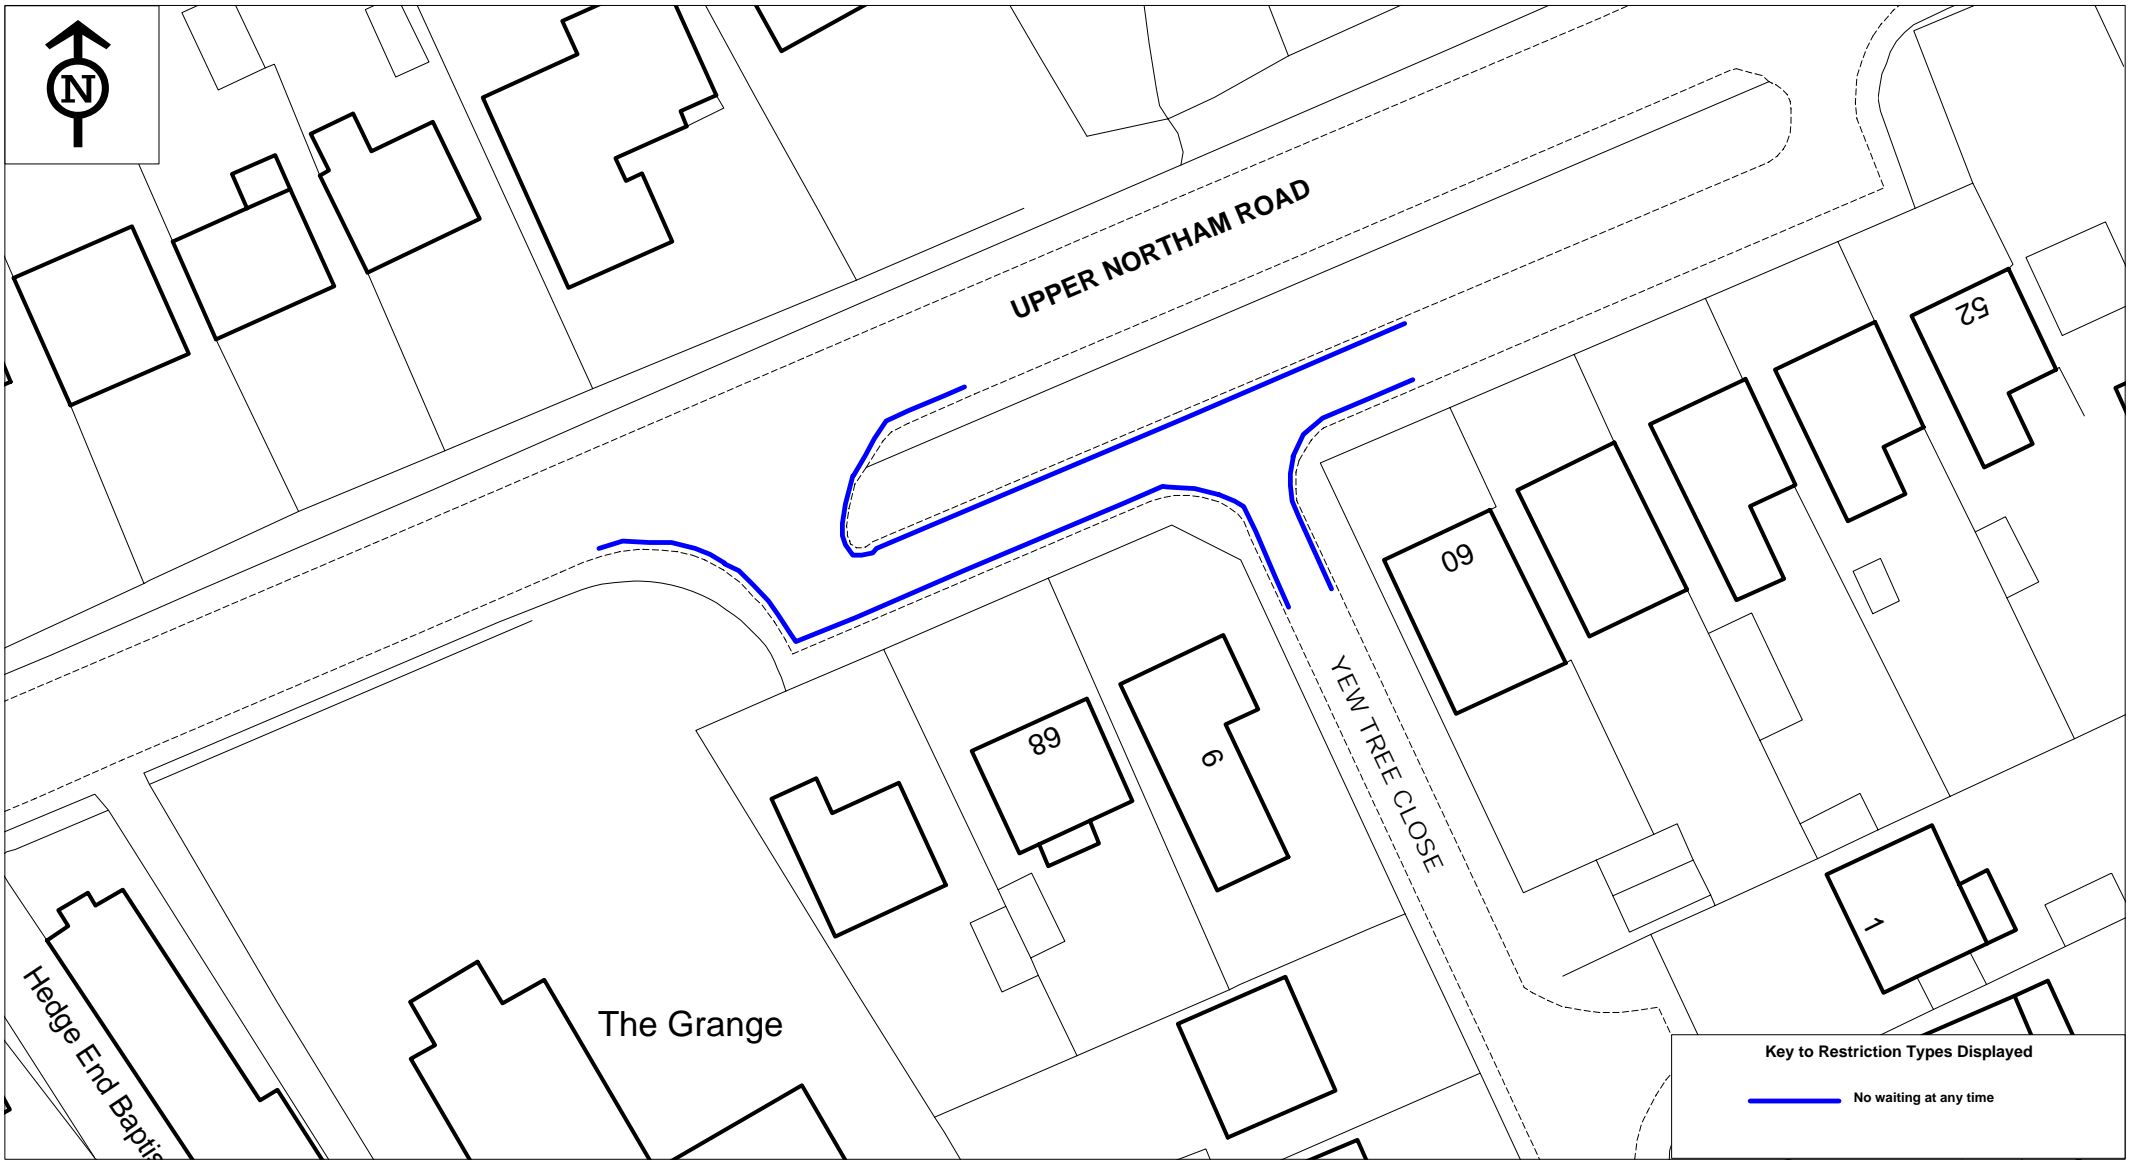 N
UPPER NORTHAM ROAD
52
60
68
6
YEW TREE CLOSE
1
The Grange
Hedge End Baptis
Key to Restriction Types Displayed
No waiting at any time